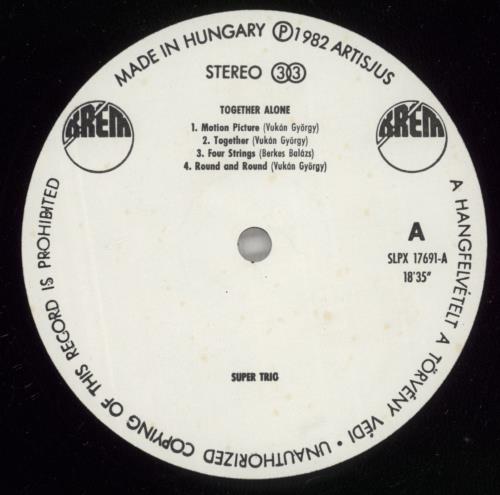 MADE IN HUNGARY Ⓟ 1982 ARTISJUS
STEREO 33
KRÉM
KRÉM
TOGETHER ALONE
1. Motion Picture (Vukán György)
2. Together (Vukán György)
3. Four Strings (Berkes Balázs)
4. Round and Round (Vukán György)
A
SLPX 17691-A
18'35"
SUPER TRIO
A HANGFELVÉTELT A TÖRVÉNY VÉDI • UNAUTHORIZED COPYING OF THIS RECORD IS PROHIBITED